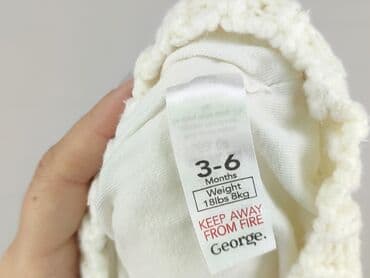 3-6
Months
Weight
18lbs 8kg
KEEP AWAY
FROM FIRE
George.